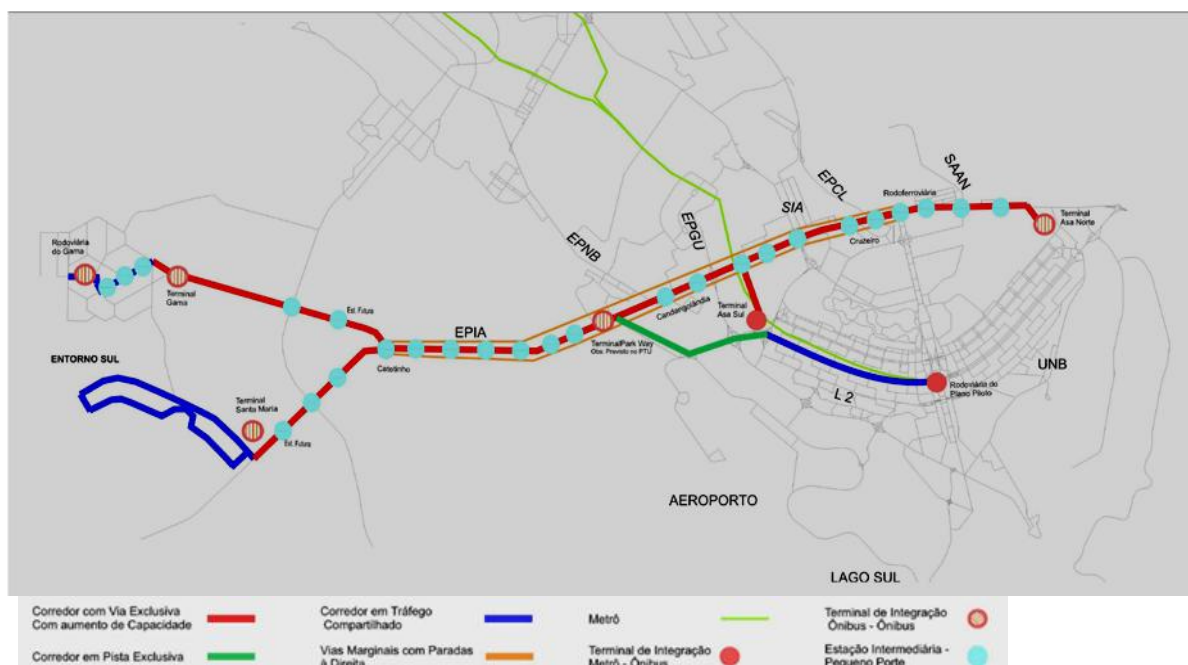 SAAN
EPCL
SIA
Rodoferroviária
Cruzeiro
Terminal
Asa Norte
EPGU
EPNB
Rodoviária
do Gama
Terminal
Gama
Est. Futura
Candangolândia
Terminal
Asa Sul
EPIA
TerminalPark Way
Obs: Previsto no PTU
Catetinho
ENTORNO SUL
Terminal
Santa Maria
Est. Futura
UNB
L 2
Rodoviária do
Plano Piloto
AEROPORTO
LAGO SUL
Corredor com Via Exclusiva
Com aumento de Capacidade
Corredor em Tráfego
Compartilhado
Metrô
Terminal de Integração
Ônibus - Ônibus
Corredor em Pista Exclusiva
Vias Marginais com Paradas
à Direita
Terminal de Integração
Metrô - Ônibus
Estação Intermediária -
Pequeno Porte